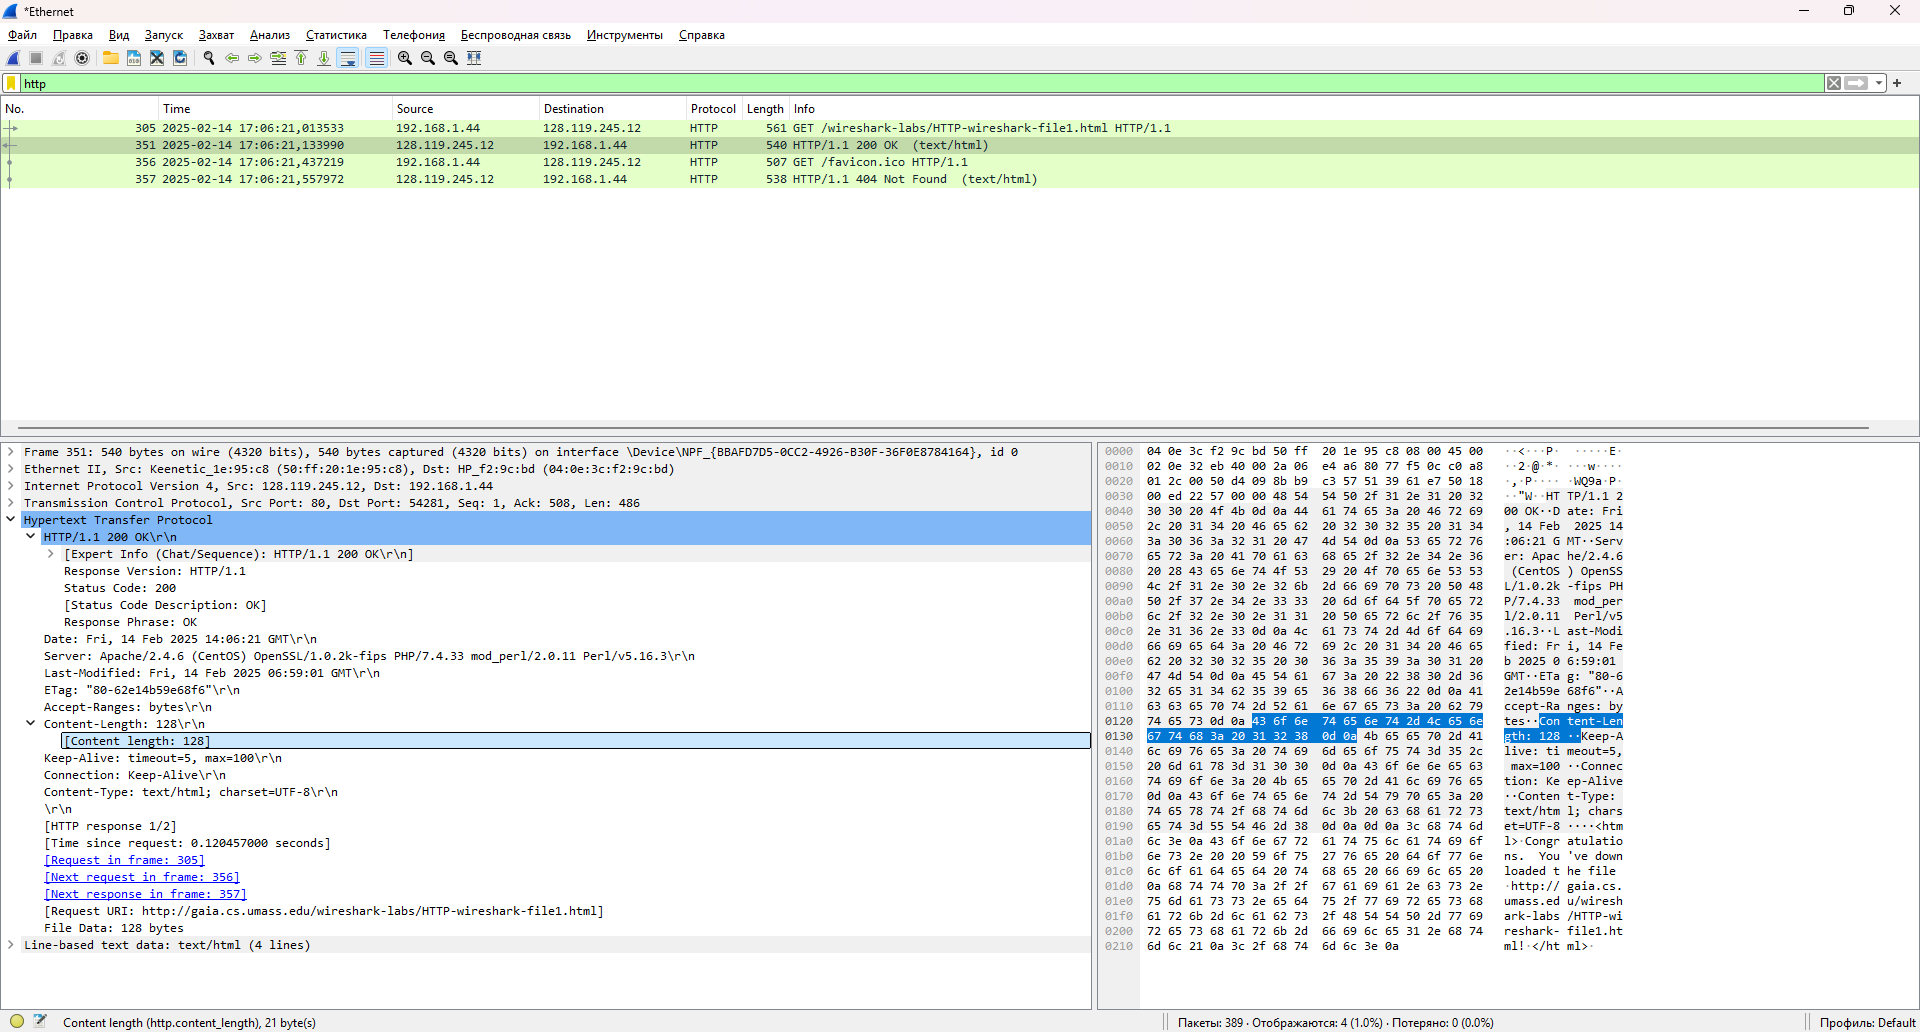 *Ethernet
Файл Правка Вид Запуск Захват Анализ Статистика Телефония Беспроводная связь Инструменты Справка
http
No. Time Source Destination Protocol Length Info
305 2025-02-14 17:06:21,013533 192.168.1.44 128.119.245.12 HTTP 561 GET /wireshark-labs/HTTP-wireshark-file1.html HTTP/1.1
351 2025-02-14 17:06:21,133990 128.119.245.12 192.168.1.44 HTTP 540 HTTP/1.1 200 OK  (text/html)
356 2025-02-14 17:06:21,437219 192.168.1.44 128.119.245.12 HTTP 507 GET /favicon.ico HTTP/1.1
357 2025-02-14 17:06:21,557972 128.119.245.12 192.168.1.44 HTTP 538 HTTP/1.1 404 Not Found  (text/html)
Frame 351: 540 bytes on wire (4320 bits), 540 bytes captured (4320 bits) on interface \Device\NPF_{BBAFD7D5-0CC2-4926-B30F-36F0E8784164}, id 0
Ethernet II, Src: Keenetic_1e:95:c8 (50:ff:20:1e:95:c8), Dst: HP_f2:9c:bd (04:0e:3c:f2:9c:bd)
Internet Protocol Version 4, Src: 128.119.245.12, Dst: 192.168.1.44
Transmission Control Protocol, Src Port: 80, Dst Port: 54281, Seq: 1, Ack: 508, Len: 486
Hypertext Transfer Protocol
HTTP/1.1 200 OK\r\n
[Expert Info (Chat/Sequence): HTTP/1.1 200 OK\r\n]
Response Version: HTTP/1.1
Status Code: 200
[Status Code Description: OK]
Response Phrase: OK
Date: Fri, 14 Feb 2025 14:06:21 GMT\r\n
Server: Apache/2.4.6 (CentOS) OpenSSL/1.0.2k-fips PHP/7.4.33 mod_perl/2.0.11 Perl/v5.16.3\r\n
Last-Modified: Fri, 14 Feb 2025 06:59:01 GMT\r\n
ETag: "80-62e14b59e68f6"\r\n
Accept-Ranges: bytes\r\n
Content-Length: 128\r\n
[Content length: 128]
Keep-Alive: timeout=5, max=100\r\n
Connection: Keep-Alive\r\n
Content-Type: text/html; charset=UTF-8\r\n
\r\n
[HTTP response 1/2]
[Time since request: 0.120457000 seconds]
[Request in frame: 305]
[Next request in frame: 356]
[Next response in frame: 357]
[Request URI: http://gaia.cs.umass.edu/wireshark-labs/HTTP-wireshark-file1.html]
File Data: 128 bytes
Line-based text data: text/html (4 lines)
0000 04 0e 3c f2 9c bd 50 ff 20 1e 95 c8 08 00 45 00 ··<···P· ·····E·
0010 02 0e 32 eb 40 00 2a 06 e4 a6 80 77 f5 0c c0 a8 ··2·@·*· ···w····
0020 01 2c 00 50 d4 09 8b b9 c3 57 51 39 61 e7 50 18 ·,·P···· ·WQ9a·P·
0030 00 ed 22 57 00 00 48 54 54 50 2f 31 2e 31 20 32 ··"W··HT TP/1.1 2
0040 30 30 20 4f 4b 0d 0a 44 61 74 65 3a 20 46 72 69 00 OK··D ate: Fri
0050 2c 20 31 34 20 46 65 62 20 32 30 32 35 20 31 34 , 14 Feb  2025 14
0060 3a 30 36 3a 32 31 20 47 4d 54 0d 0a 53 65 72 76 :06:21 G MT··Serv
0070 65 72 3a 20 41 70 61 63 68 65 2f 32 2e 34 2e 36 er: Apac he/2.4.6
0080 20 28 43 65 6e 74 4f 53 29 20 4f 70 65 6e 53 53  (CentOS ) OpenSS
0090 4c 2f 31 2e 30 2e 32 6b 2d 66 69 70 73 20 50 48 L/1.0.2k -fips PH
00a0 50 2f 37 2e 34 2e 33 33 20 6d 6f 64 5f 70 65 72 P/7.4.33  mod_per
00b0 6c 2f 32 2e 30 2e 31 31 20 50 65 72 6c 2f 76 35 l/2.0.11  Perl/v5
00c0 2e 31 36 2e 33 0d 0a 4c 61 73 74 2d 4d 6f 64 69 .16.3··L ast-Modi
00d0 66 69 65 64 3a 20 46 72 69 2c 20 31 34 20 46 65 fied: Fr i, 14 Fe
00e0 62 20 32 30 32 35 20 30 36 3a 35 39 3a 30 31 20 b 2025 0 6:59:01
00f0 47 4d 54 0d 0a 45 54 61 67 3a 20 22 38 30 2d 36 GMT··ETa g: "80-6
0100 32 65 31 34 62 35 39 65 36 38 66 36 22 0d 0a 41 2e14b59e 68f6"··A
0110 63 63 65 70 74 2d 52 61 6e 67 65 73 3a 20 62 79 ccept-Ra nges: by
0120 74 65 73 0d 0a 43 6f 6e 74 65 6e 74 2d 4c 65 6e tes··Con tent-Len
0130 67 74 68 3a 20 31 32 38 0d 0a 4b 65 65 70 2d 41 gth: 128 ··Keep-A
0140 6c 69 76 65 3a 20 74 69 6d 65 6f 75 74 3d 35 2c live: ti meout=5,
0150 20 6d 61 78 3d 31 30 30 0d 0a 43 6f 6e 6e 65 63  max=100 ··Connec
0160 74 69 6f 6e 3a 20 4b 65 65 70 2d 41 6c 69 76 65 tion: Ke ep-Alive
0170 0d 0a 43 6f 6e 74 65 6e 74 2d 54 79 70 65 3a 20 ··Conten t-Type:
0180 74 65 78 74 2f 68 74 6d 6c 3b 20 63 68 61 72 73 text/htm l; chars
0190 65 74 3d 55 54 46 2d 38 0d 0a 0d 0a 3c 68 74 6d et=UTF-8 ····<htm
01a0 6c 3e 0a 43 6f 6e 67 72 61 74 75 6c 61 74 69 6f l>·Congr atulatio
01b0 6e 73 2e 20 20 59 6f 75 27 76 65 20 64 6f 77 6e ns.  You 've down
01c0 6c 6f 61 64 65 64 20 74 68 65 20 66 69 6c 65 20 loaded t he file
01d0 0a 68 74 74 70 3a 2f 2f 67 61 69 61 2e 63 73 2e ·http:// gaia.cs.
01e0 75 6d 61 73 73 2e 65 64 75 2f 77 69 72 65 73 68 umass.ed u/wiresh
01f0 61 72 6b 2d 6c 61 62 73 2f 48 54 54 50 2d 77 69 ark-labs /HTTP-wi
0200 72 65 73 68 61 72 6b 2d 66 69 6c 65 31 2e 68 74 reshark- file1.ht
0210 6d 6c 21 0a 3c 2f 68 74 6d 6c 3e 0a ml!·</ht ml>·
Content length (http.content_length), 21 byte(s)
Пакеты: 389 · Отображаются: 4 (1.0%) · Потеряно: 0 (0.0%)
Профиль: Default